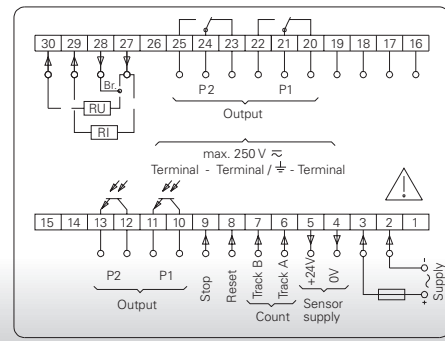 30 29 28 27 26 25 24 23 22 21 20 19 18 17 16
Br.
P2 P1
RU
Output
RI
max. 250 V ⎓
Terminal - Terminal / ⏚ - Terminal
15 14 13 12 11 10 9 8 7 6 5 4 3 2 1
P2 P1
Output
Stop
Reset
Track B
Track A
Count
+24V
0V
Sensor
supply
- ~ +
Supply